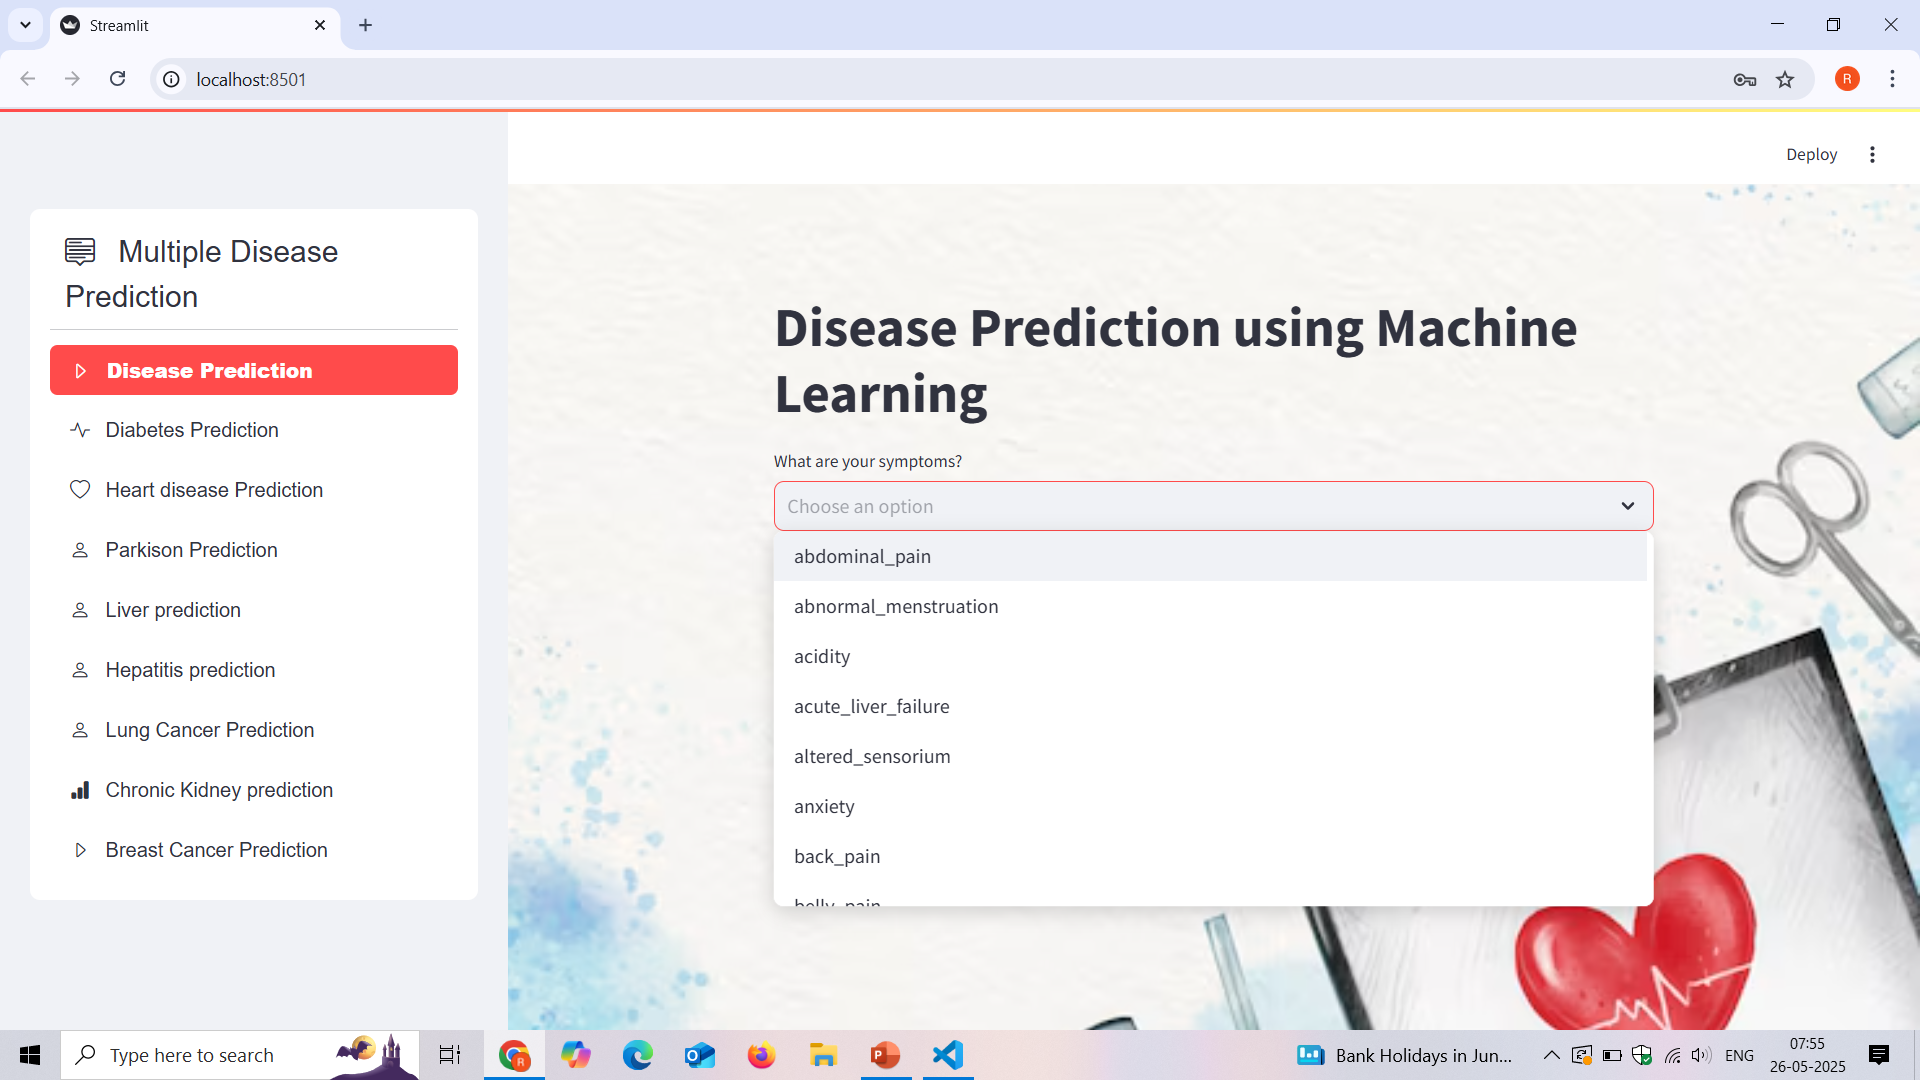 Streamlit
localhost:8501
R
Deploy
Multiple Disease
Prediction
Disease Prediction
Diabetes Prediction
Heart disease Prediction
Parkison Prediction
Liver prediction
Hepatitis prediction
Lung Cancer Prediction
Chronic Kidney prediction
Breast Cancer Prediction
Disease Prediction using Machine
Learning
What are your symptoms?
Choose an option
abdominal_pain
abnormal_menstruation
acidity
acute_liver_failure
altered_sensorium
anxiety
back_pain
belly_pain
Type here to search
Bank Holidays in Jun...
ENG
07:55
26-05-2025